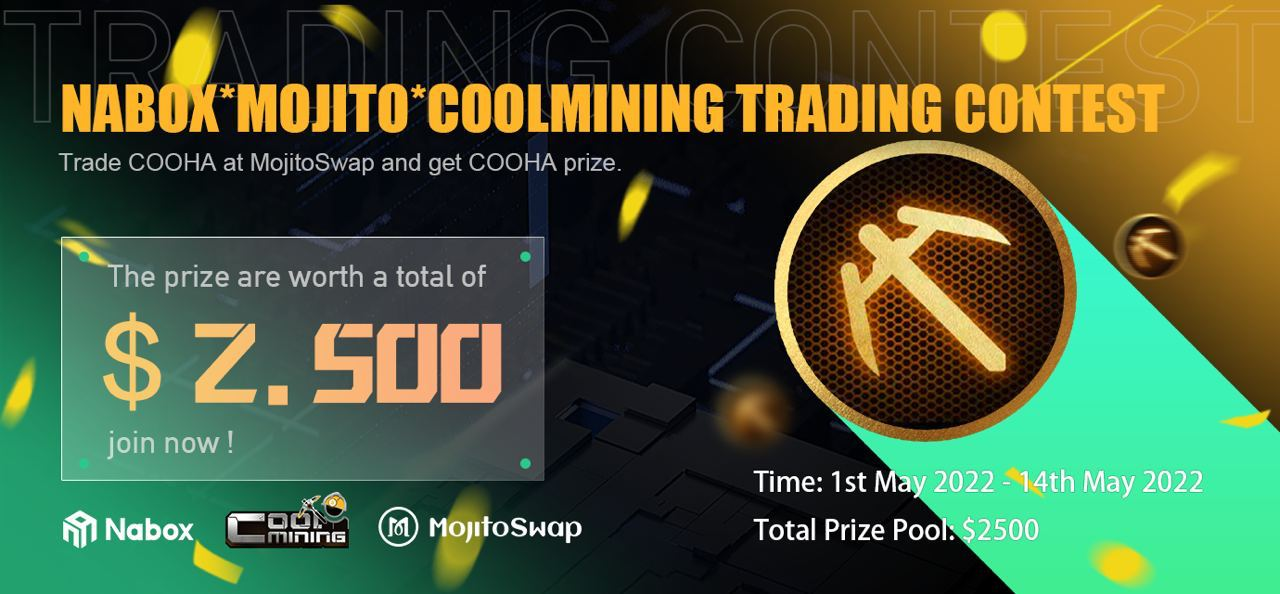 TRADING CONTEST
NABOX*MOJITO*COOLMINING TRADING CONTEST
Trade COOHA at MojitoSwap and get COOHA prize.
The prize are worth a total of
$ 2.500
join now !
Nabox
COOL MINING
MojitoSwap
Time: 1st May 2022 - 14th May 2022
Total Prize Pool: $2500